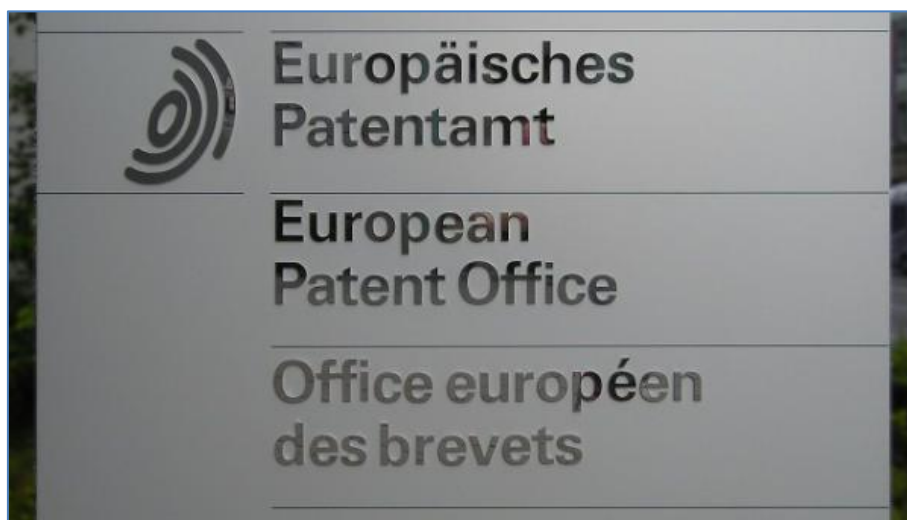 Europäisches
Patentamt
European
Patent Office
Office européen
des brevets